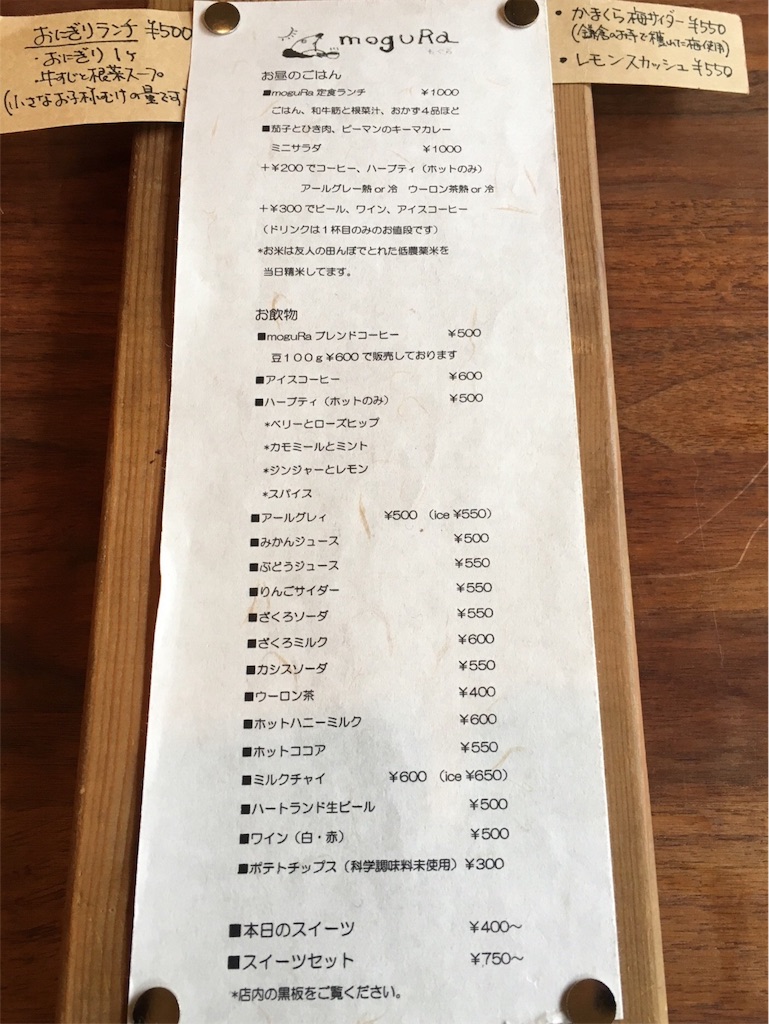 おにぎりランチ ¥500
・おにぎり 1ヶ
・牛すじと根菜スープ
(小さなお子様むけの量です)
moguRa
もぐら
・かまくら梅サイダー ¥550
(鎌倉のお寺で積んだ梅使用)
・レモンスカッシュ ¥550
お昼のごはん
■moguRa 定食ランチ ¥1000
ごはん、和牛筋と根菜汁、おかず4品ほど
■茄子とひき肉、ピーマンのキーマカレー
ミニサラダ ¥1000
+¥200でコーヒー、ハーブティ(ホットのみ)
アールグレー熱 or 冷 ウーロン茶熱 or 冷
+¥300でビール、ワイン、アイスコーヒー
(ドリンクは1杯目のみのお値段です)
*お米は友人の田んぼでとれた低農薬米を
当日精米してます。
お飲物
■moguRa ブレンドコーヒー ¥500
豆100g¥600で販売しております
■アイスコーヒー ¥600
■ハーブティ(ホットのみ) ¥500
*ベリーとローズヒップ
*カモミールとミント
*ジンジャーとレモン
*スパイス
■アールグレィ ¥500 (ice ¥550)
■みかんジュース ¥500
■ぶどうジュース ¥550
■りんごサイダー ¥550
■ざくろソーダ ¥550
■ざくろミルク ¥600
■カシスソーダ ¥550
■ウーロン茶 ¥400
■ホットハニーミルク ¥600
■ホットココア ¥550
■ミルクチャイ ¥600 (ice ¥650)
■ハートランド生ビール ¥500
■ワイン(白・赤) ¥500
■ポテトチップス(科学調味料未使用)¥300
■本日のスイーツ ¥400~
■スイーツセット ¥750~
*店内の黒板をご覧ください。